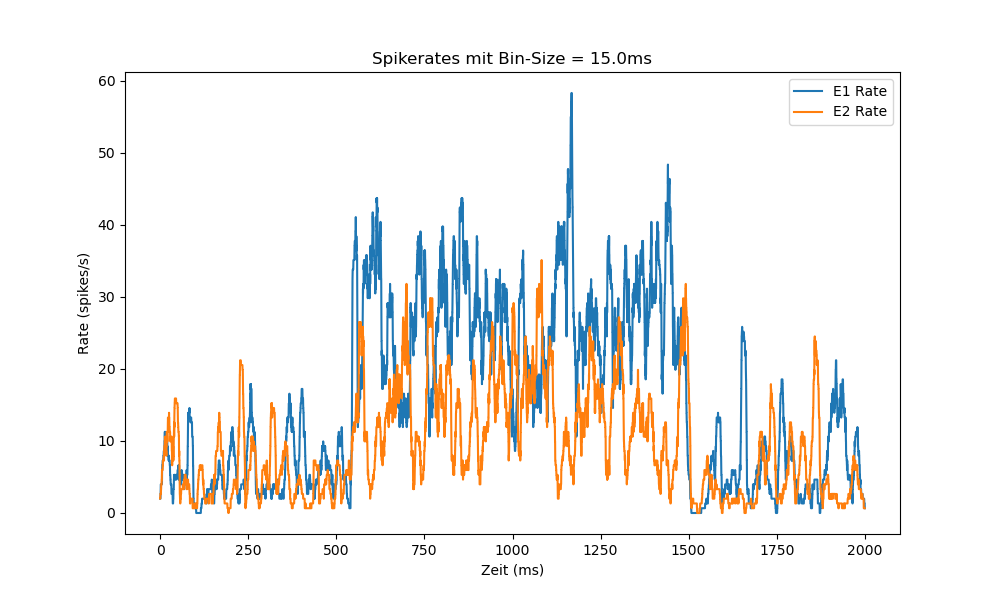 Spikerates mit Bin-Size = 15.0ms
E1 Rate
E2 Rate
Rate (spikes/s)
60
50
40
30
20
10
0
0 250 500 750 1000 1250 1500 1750 2000
Zeit (ms)